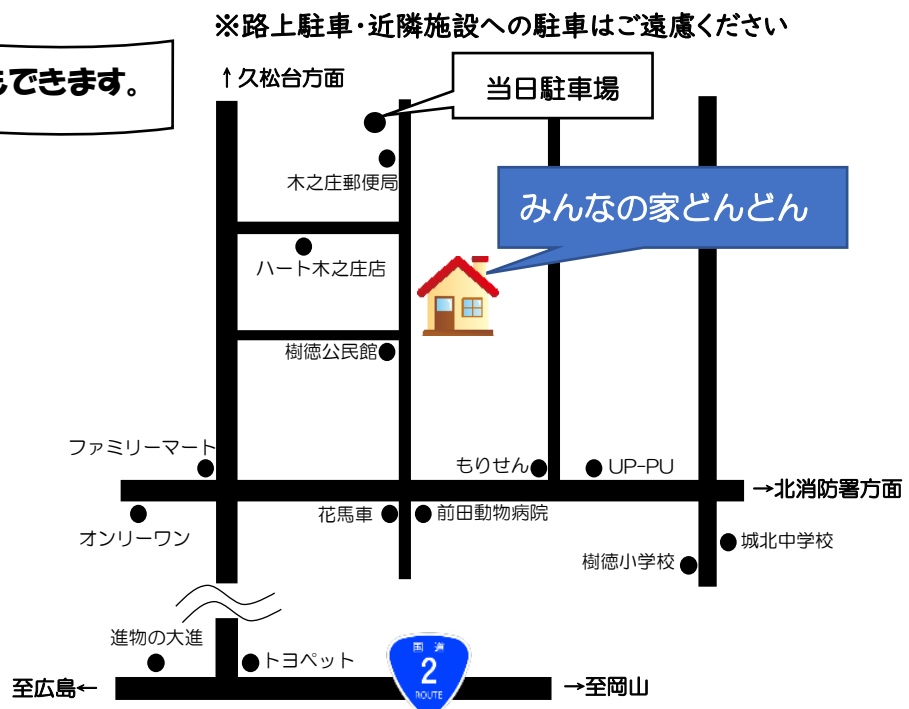 ※路上駐車・近隣施設への駐車はご遠慮ください
もできます。
↑久松台方面
当日駐車場
木之庄郵便局
みんなの家どんどん
ハート木之庄店
樹徳公民館
ファミリーマート
もりせん
UP-PU
→北消防署方面
オンリーワン
花馬車
前田動物病院
樹徳小学校
城北中学校
進物の大進
トヨペット
国道
2
ROUTE
至広島←
→至岡山